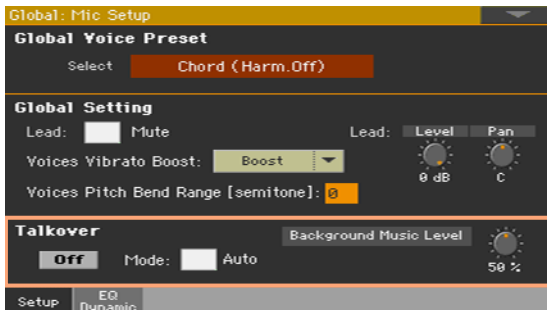 Global: Mic Setup
Global Voice Preset
Select Chord (Harm.Off)
Global Setting
Lead: Mute Lead: Level Pan
Voices Vibrato Boost: Boost
0 dB C
Voices Pitch Bend Range [semitone]: 0
Talkover Background Music Level
Off Mode: Auto 50 %
Setup EQ
Dynamic